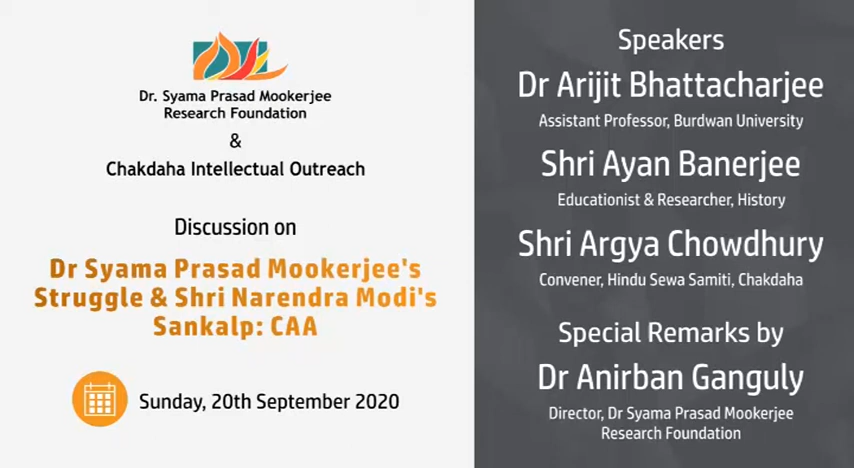 Dr. Syama Prasad Mookerjee
Research Foundation
&
Chakdaha Intellectual Outreach
Discussion on
Dr Syama Prasad Mookerjee's
Struggle & Shri Narendra Modi's
Sankalp: CAA
Sunday, 20th September 2020
Speakers
Dr Arijit Bhattacharjee
Assistant Professor, Burdwan University
Shri Ayan Banerjee
Educationist & Researcher, History
Shri Argya Chowdhury
Convener, Hindu Sewa Samiti, Chakdaha
Special Remarks by
Dr Anirban Ganguly
Director, Dr Syama Prasad Mookerjee
Research Foundation